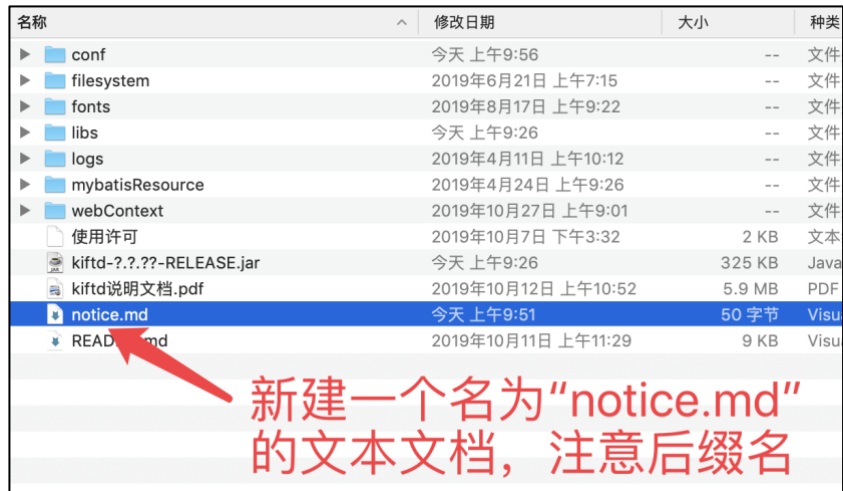 名称 修改日期 大小 种类
conf 今天 上午9:56 -- 文件
filesystem 2019年6月21日 上午7:15 -- 文件
fonts 2019年8月17日 上午9:22 -- 文件
libs 今天 上午9:26 -- 文件
logs 2019年4月11日 上午10:12 -- 文件
mybatisResource 2019年4月24日 上午9:26 -- 文件
webContext 2019年10月27日 上午9:01 -- 文件
使用许可 2019年10月7日 下午3:32 2 KB 文本
kiftd-?.?.??-RELEASE.jar 今天 上午9:26 325 KB Java
kiftd说明文档.pdf 2019年10月12日 上午10:52 5.9 MB PDF
notice.md 今天 上午9:51 50 字节 Visu
READ md 2019年10月11日 上午11:29 9 KB Visu
新建一个名为“notice.md”
的文本文档，注意后缀名